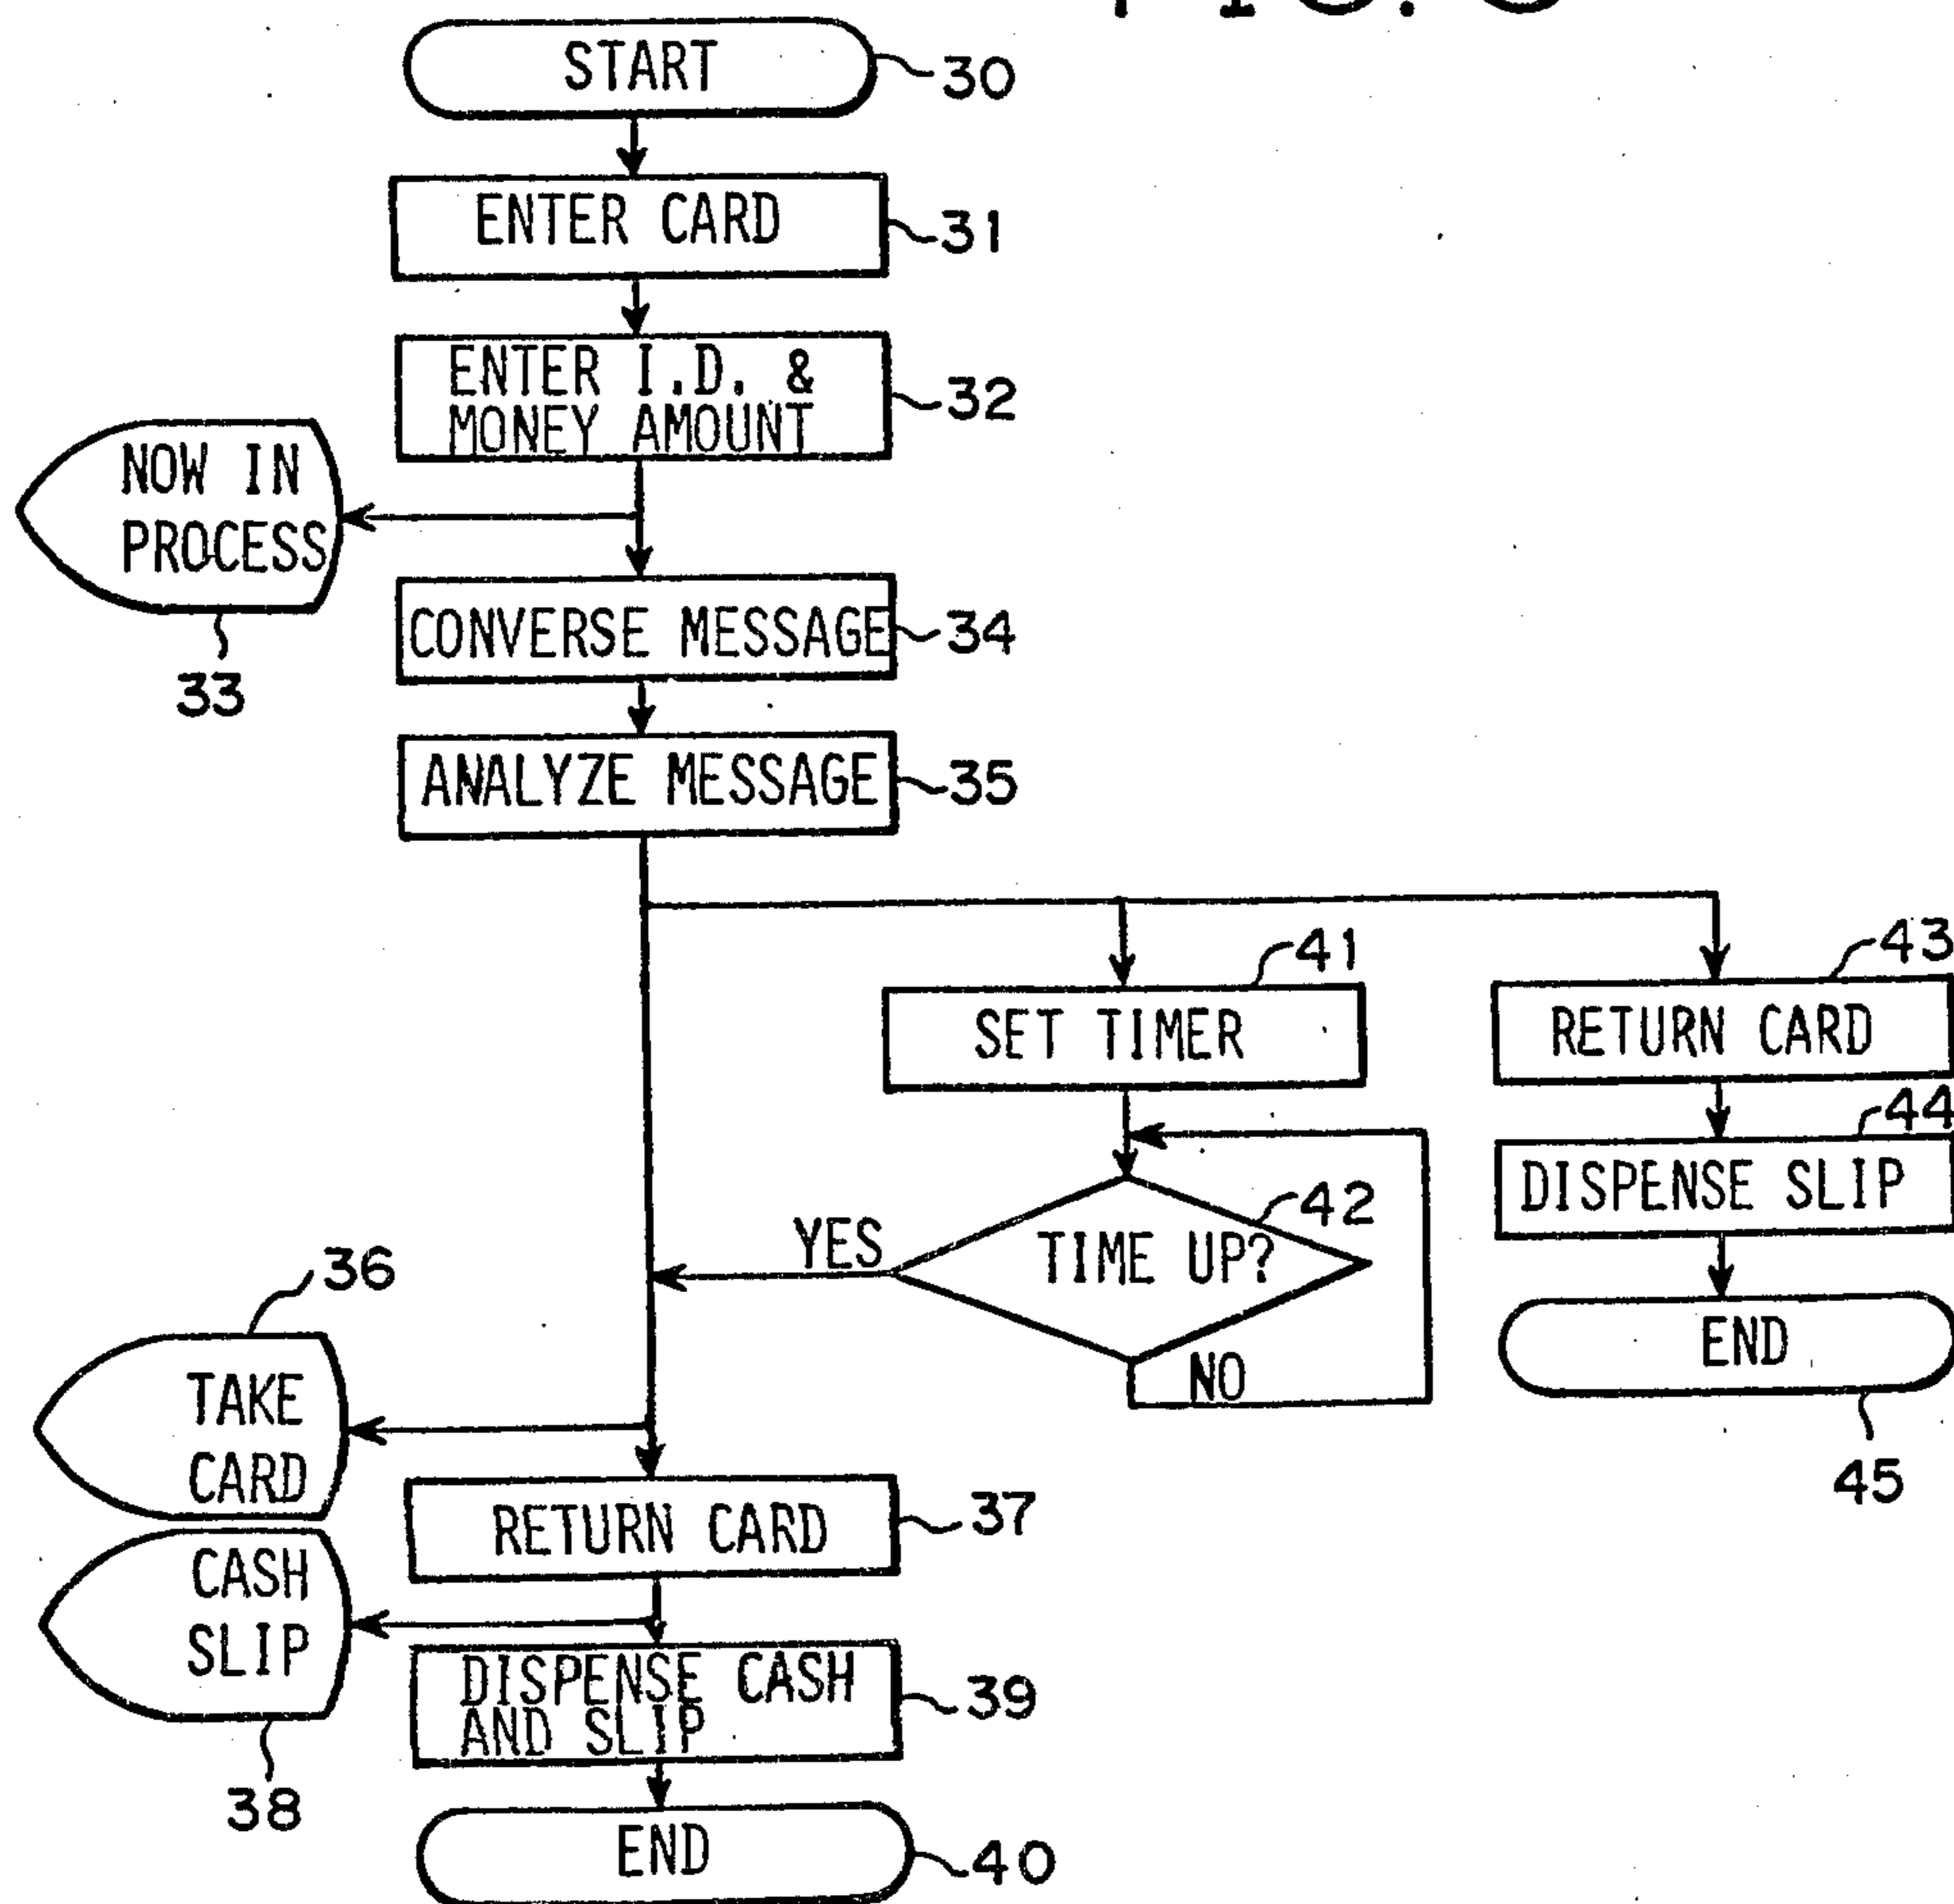 START
30
ENTER CARD
31
ENTER I.D. &
MONEY AMOUNT
32
NOW IN
PROCESS
33
CONVERSE MESSAGE
34
ANALYZE MESSAGE
35
41
SET TIMER
43
RETURN CARD
44
DISPENSE SLIP
42
TIME UP?
YES
NO
END
45
36
TAKE
CARD
RETURN CARD
37
CASH
SLIP
38
DISPENSE CASH
AND SLIP
39
END
40